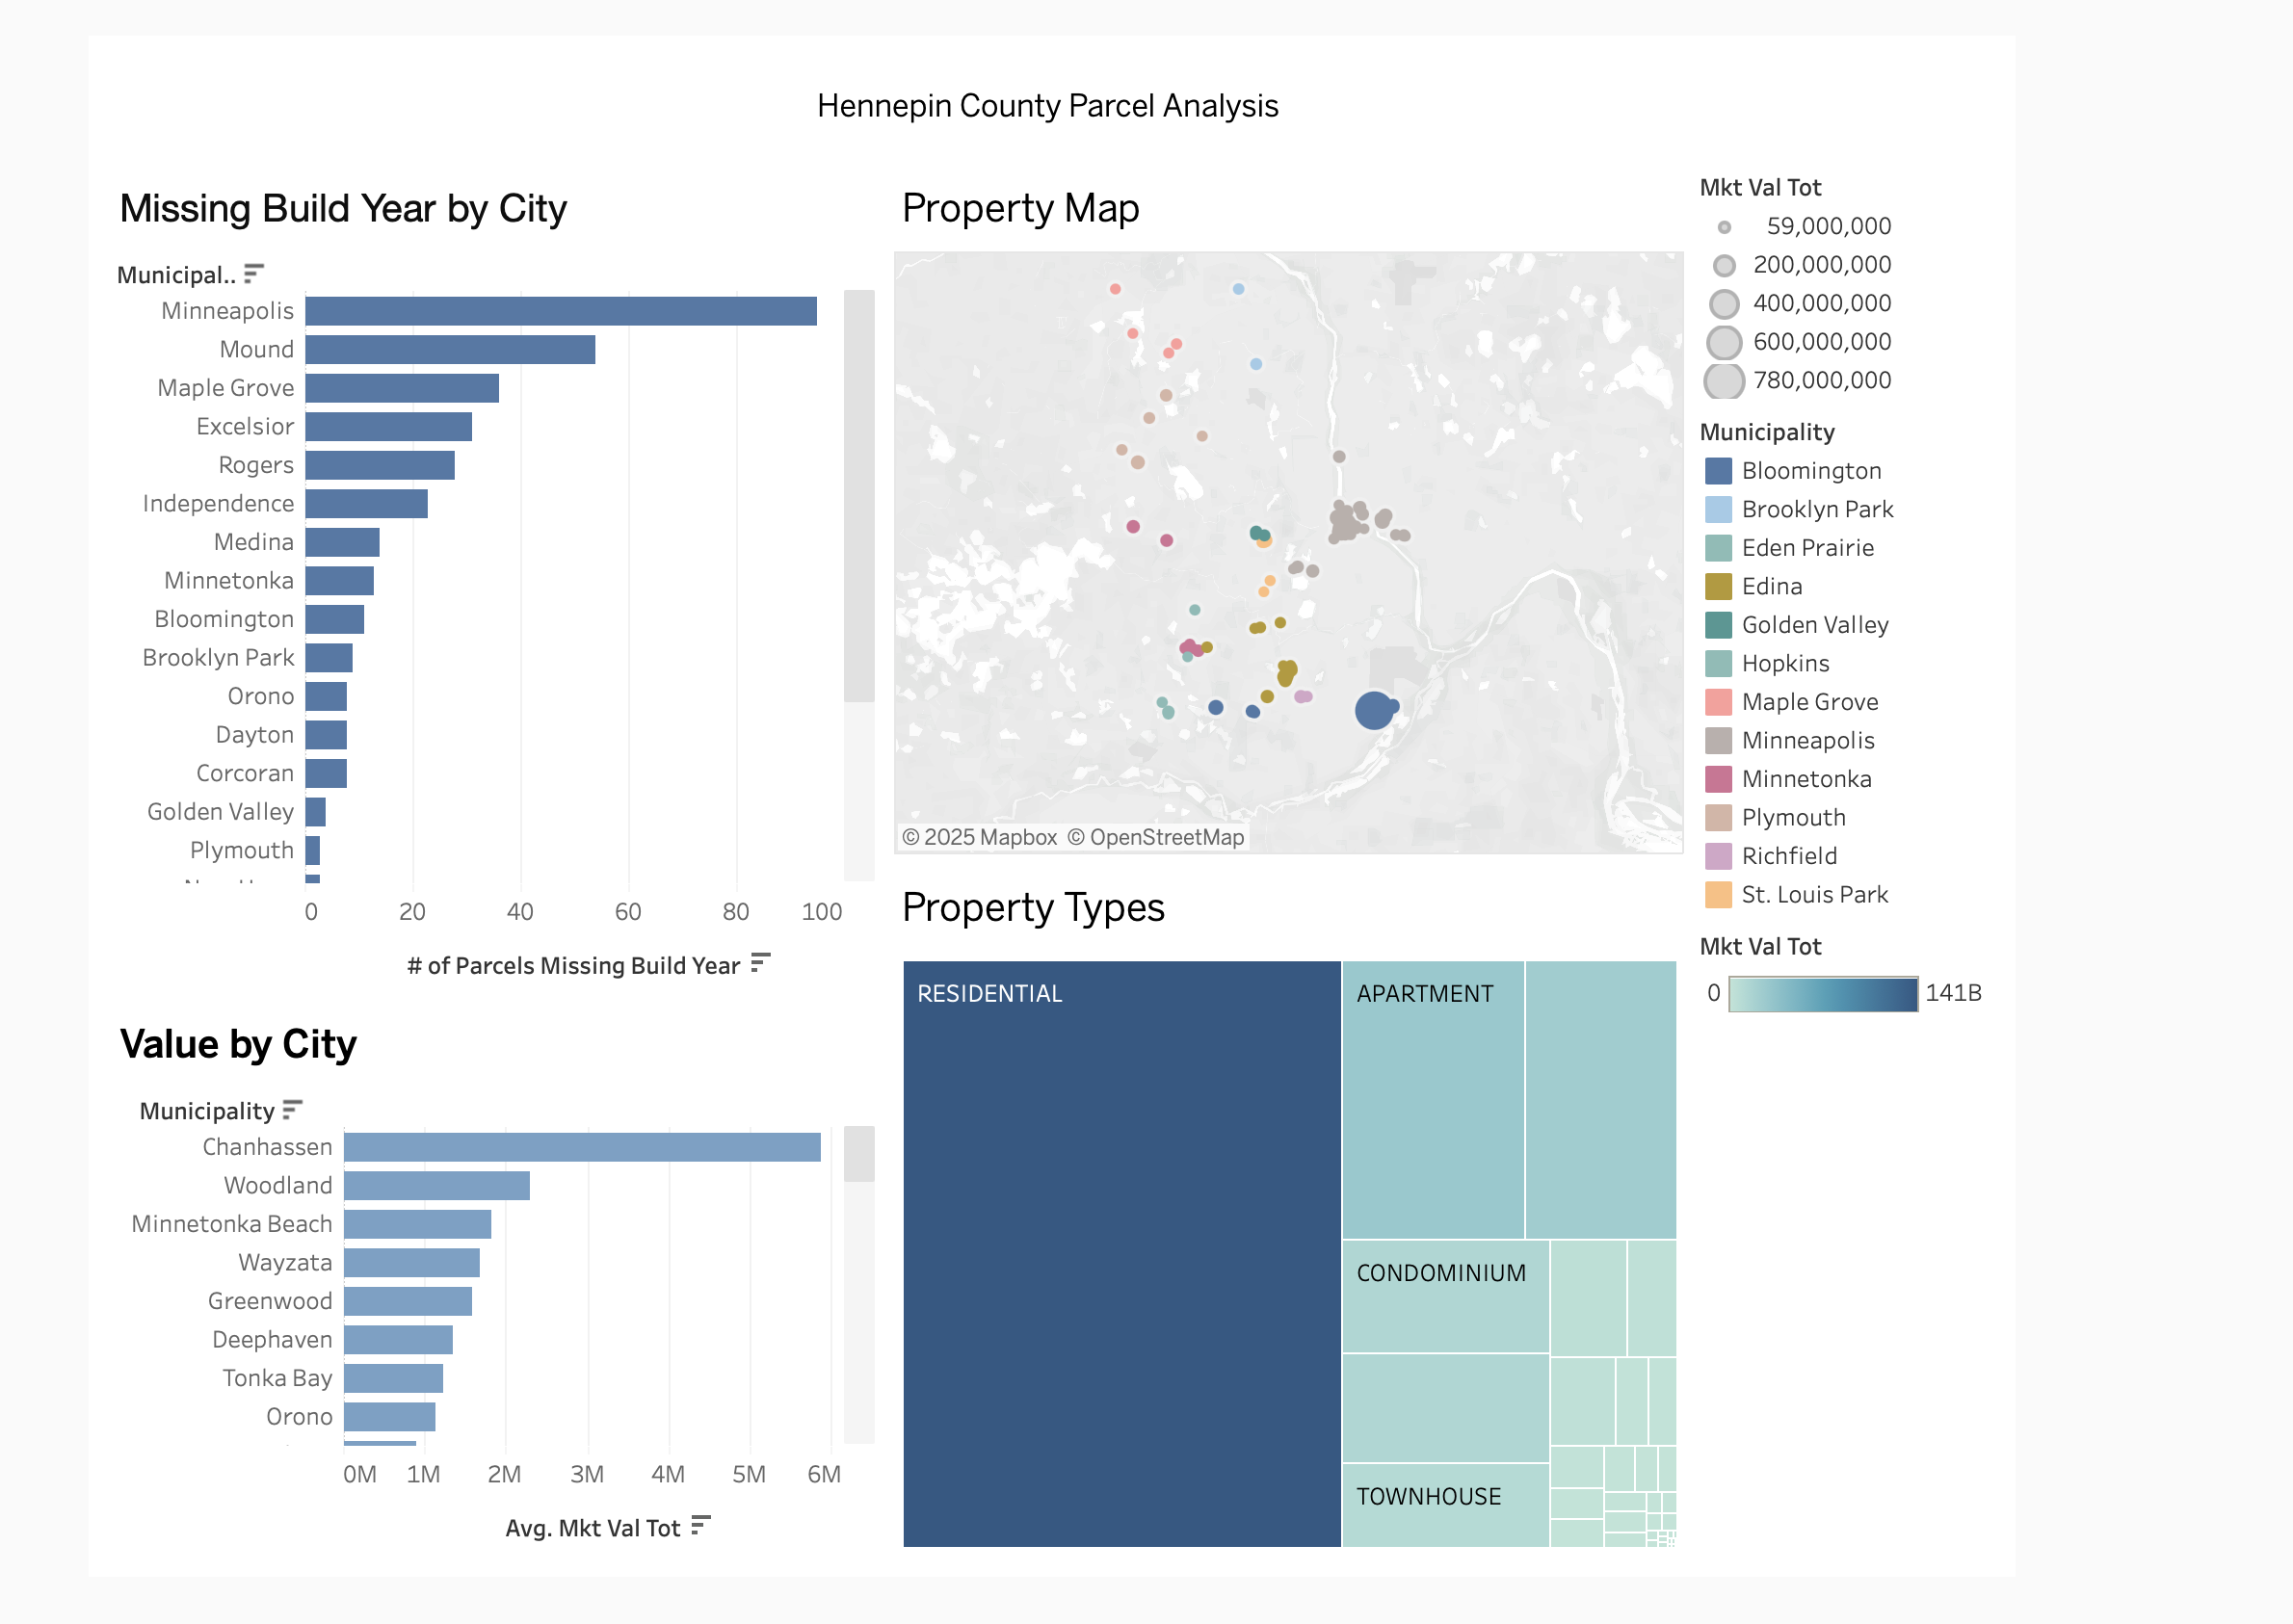 Hennepin County Parcel Analysis
Missing Build Year by City
Municipal..
Minneapolis
Mound
Maple Grove
Excelsior
Rogers
Independence
Medina
Minnetonka
Bloomington
Brooklyn Park
Orono
Dayton
Corcoran
Golden Valley
Plymouth
0 20 40 60 80 100
# of Parcels Missing Build Year
Value by City
Municipality
Chanhassen
Woodland
Minnetonka Beach
Wayzata
Greenwood
Deephaven
Tonka Bay
Orono
0M 1M 2M 3M 4M 5M 6M
Avg. Mkt Val Tot
Property Map
© 2025 Mapbox © OpenStreetMap
Property Types
RESIDENTIAL
APARTMENT
CONDOMINIUM
TOWNHOUSE
Mkt Val Tot
59,000,000
200,000,000
400,000,000
600,000,000
780,000,000
Municipality
Bloomington
Brooklyn Park
Eden Prairie
Edina
Golden Valley
Hopkins
Maple Grove
Minneapolis
Minnetonka
Plymouth
Richfield
St. Louis Park
Mkt Val Tot
0 141B